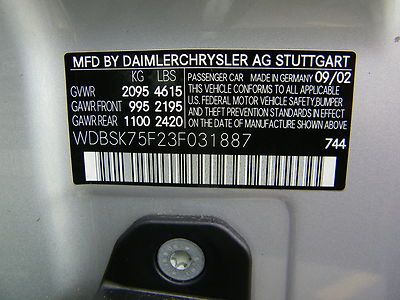 MFD BY DAIMLERCHRYSLER AG STUTTGART
KG LBS PASSENGER CAR MADE IN GERMANY 09/02
GVWR 2095 4615 THIS VEHICLE CONFORMS TO ALL APPLICABLE
GAWR FRONT 995 2195 U.S. FEDERAL MOTOR VEHICLE SAFETY, BUMPER
GAWR REAR 1100 2420 AND THEFT PREVENTION STANDARDS IN EFFECT
ON THE DATE OF MANUFACTURE SHOWN ABOVE
WDBSK75F23F031887
744